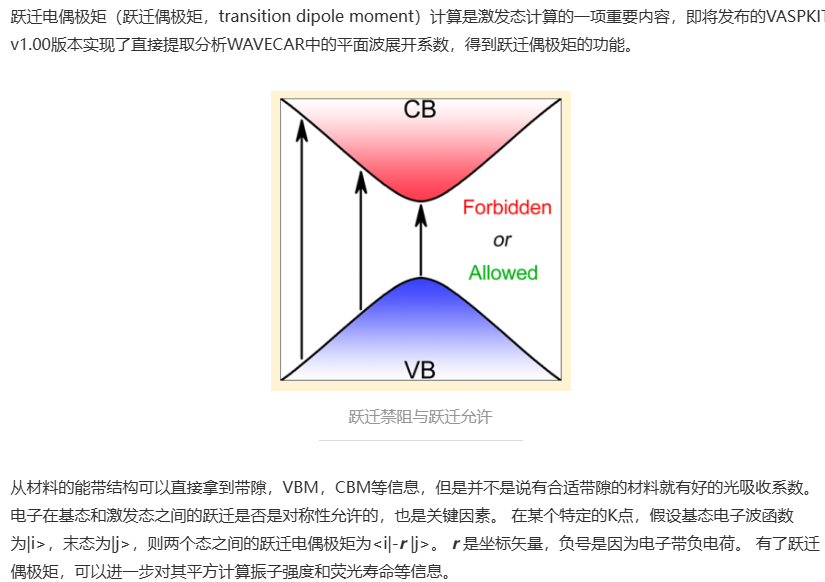 跃迁电偶极矩（跃迁偶极矩，transition dipole moment）计算是激发态计算的一项重要内容，即将发布的VASPKIT
v1.00版本实现了直接提取分析WAVECAR中的平面波展开系数，得到跃迁偶极矩的功能。
CB
Forbidden
or
Allowed
VB
跃迁禁阻与跃迁允许
从材料的能带结构可以直接拿到带隙，VBM，CBM等信息，但是并不是说有合适带隙的材料就有好的光吸收系数。
电子在基态和激发态之间的跃迁是否是对称性允许的，也是关键因素。 在某个特定的K点，假设基态电子波函数
为|i>，末态为|j>，则两个态之间的跃迁电偶极矩为<i|-r |j>。 r 是坐标矢量，负号是因为电子带负电荷。 有了跃迁
偶极矩，可以进一步对其平方计算振子强度和荧光寿命等信息。